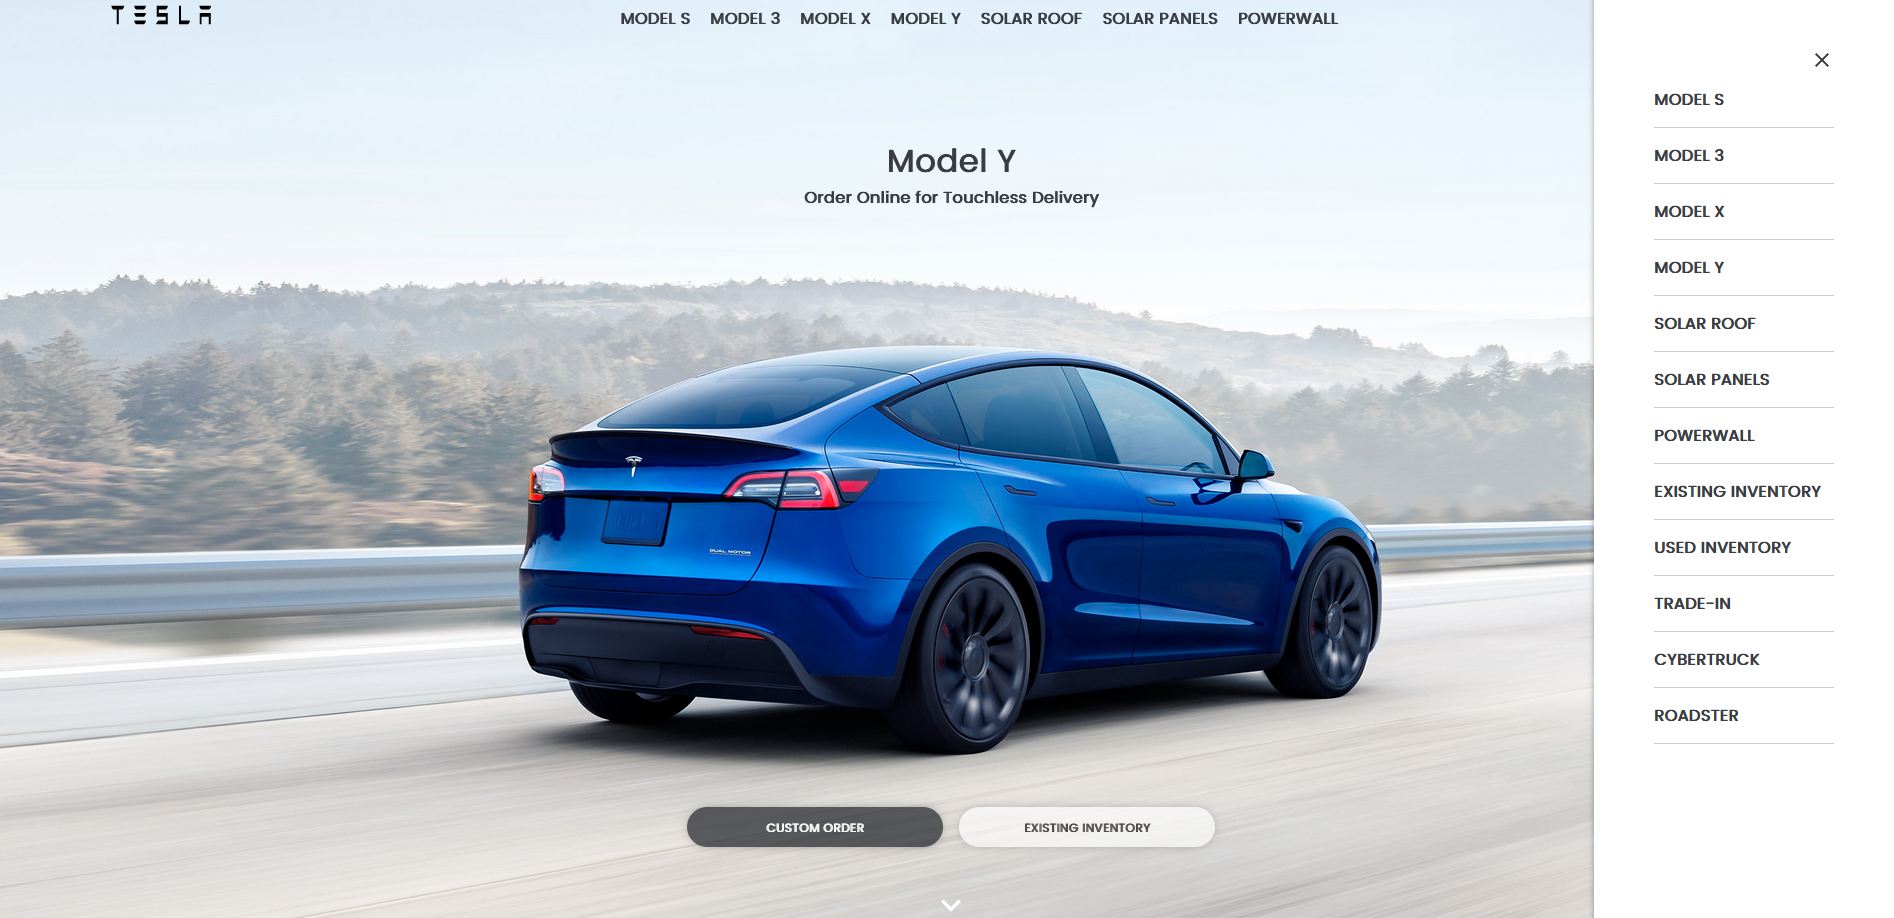 TESLA
MODEL S MODEL 3 MODEL X MODEL Y SOLAR ROOF SOLAR PANELS POWERWALL
Model Y
Order Online for Touchless Delivery
DUAL MOTOR
CUSTOM ORDER
EXISTING INVENTORY
MODEL S
MODEL 3
MODEL X
MODEL Y
SOLAR ROOF
SOLAR PANELS
POWERWALL
EXISTING INVENTORY
USED INVENTORY
TRADE-IN
CYBERTRUCK
ROADSTER